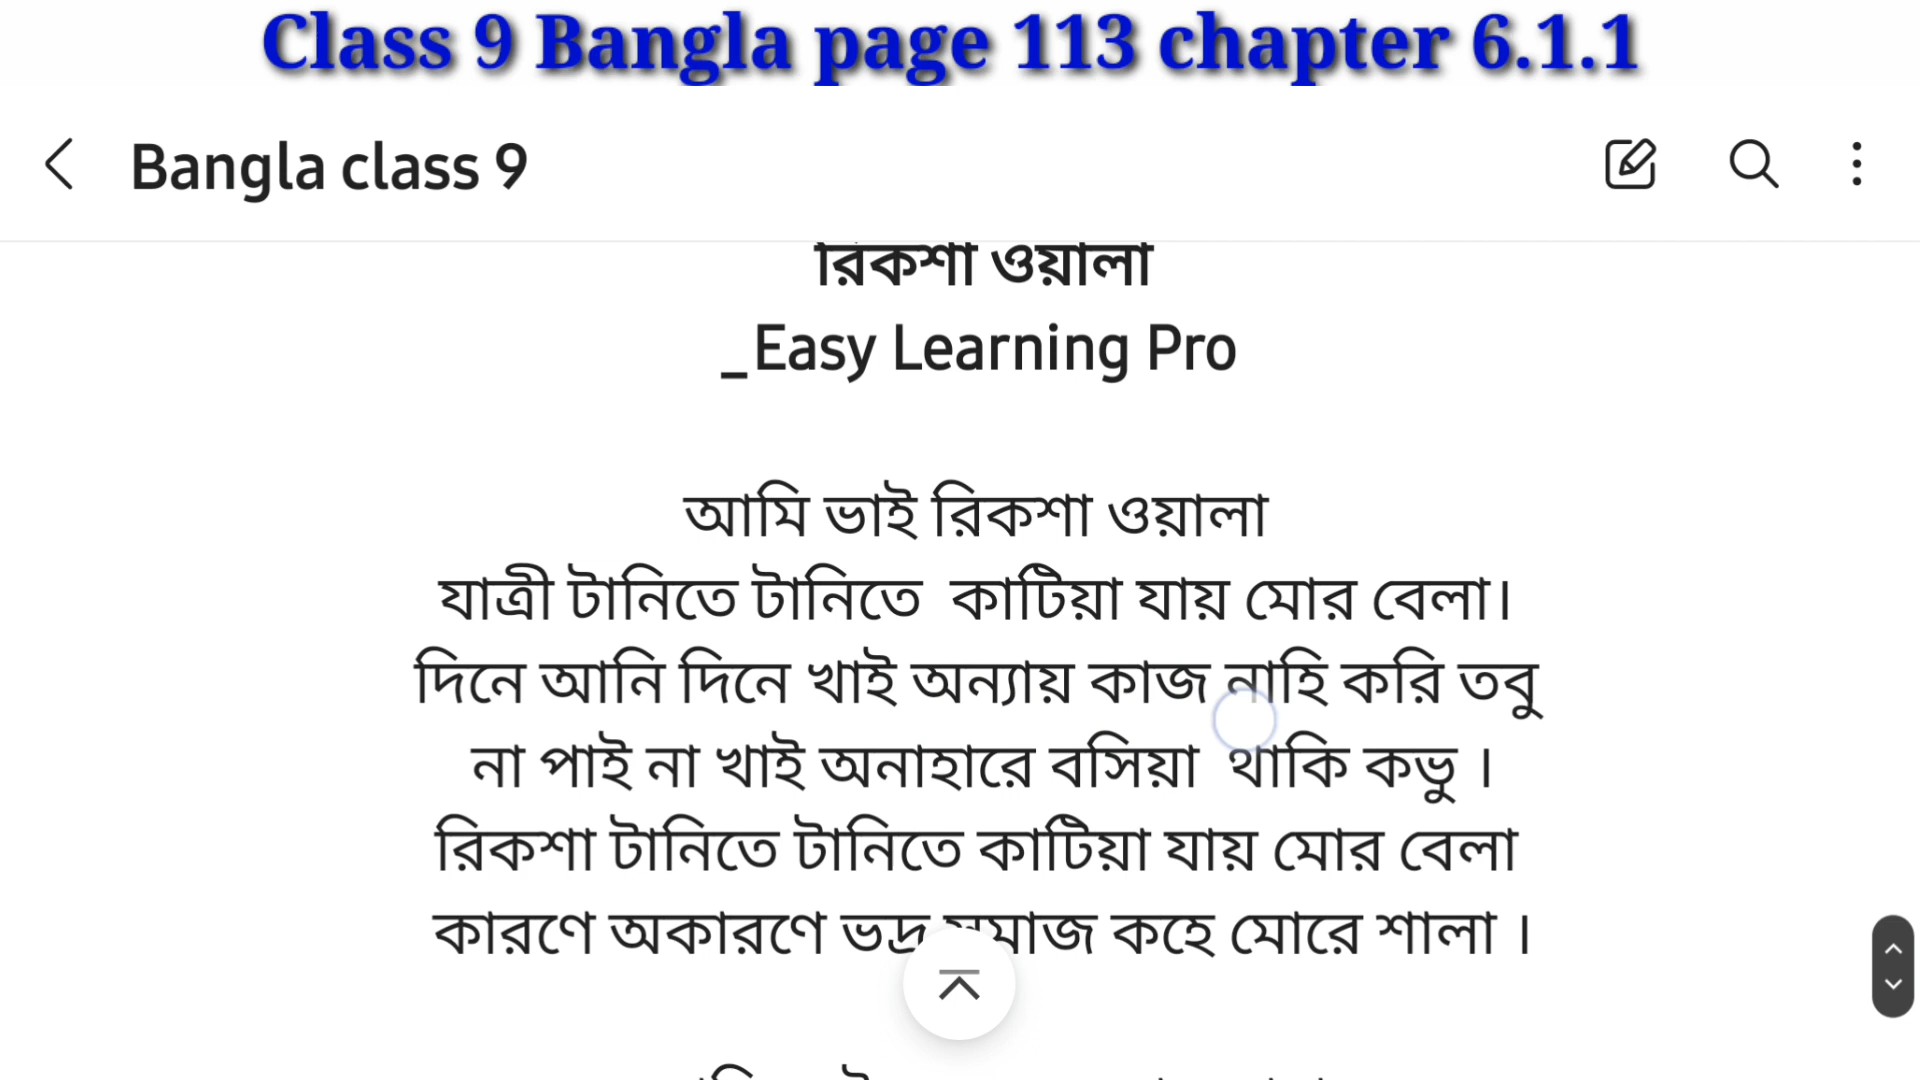 Class 9 Bangla page 113 chapter 6.1.1
Bangla class 9
রিকশা ওয়ালা
_Easy Learning Pro
আমি ভাই রিকশা ওয়ালা
যাত্রী টানিতে টানিতে কাটিয়া যায় মোর বেলা।
দিনে আনি দিনে খাই অন্যায় কাজ নাহি করি তবু
না পাই না খাই অনাহারে বসিয়া থাকি কভু ।
রিকশা টানিতে টানিতে কাটিয়া যায় মোর বেলা
কারণে অকারণে ভদ্র সমাজ কহে মোরে শালা ।